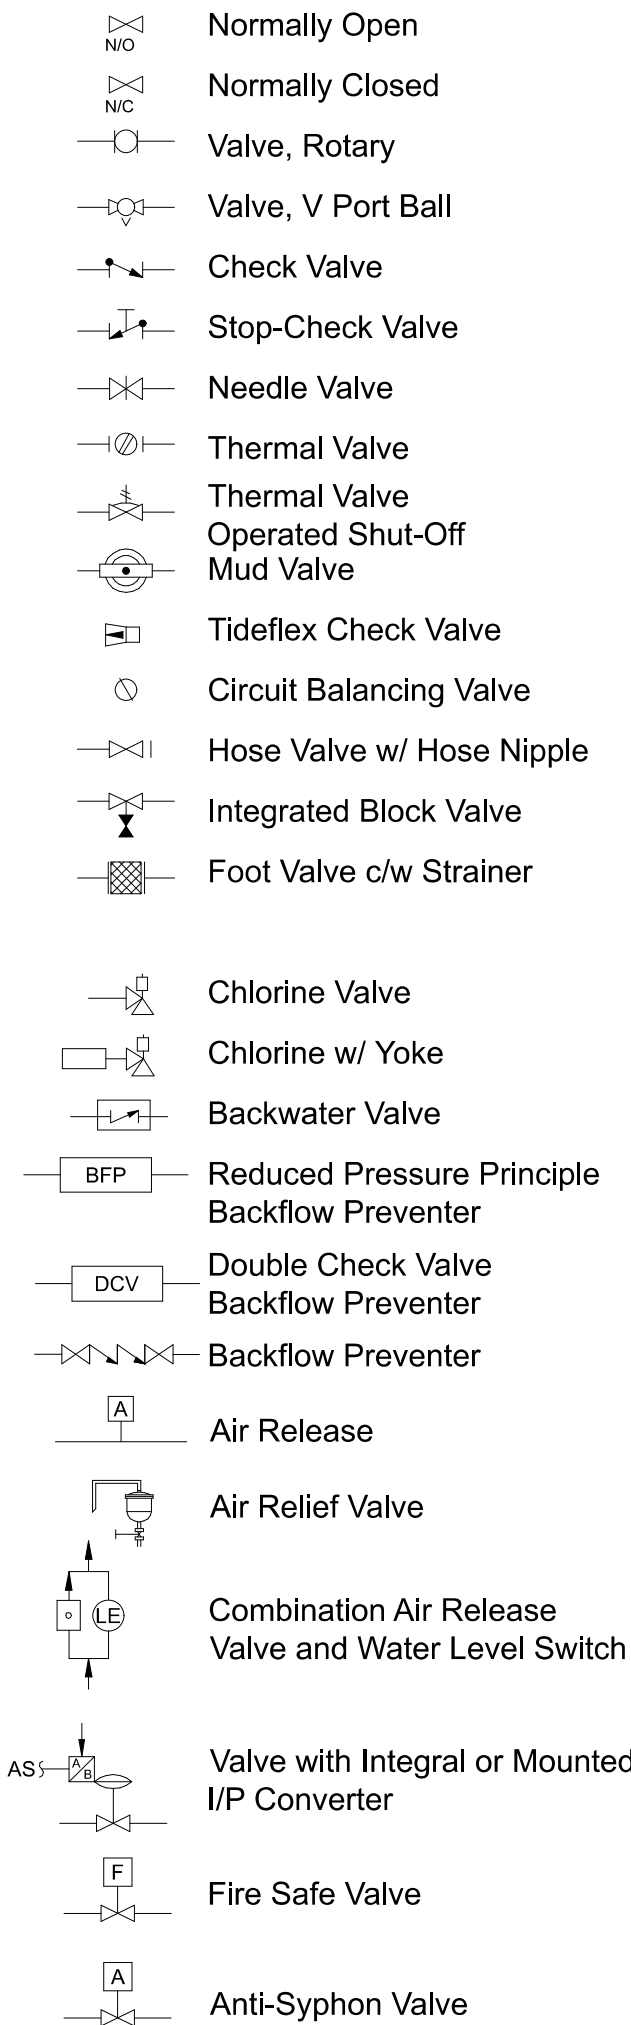 N/O
Normally Open
N/C
Normally Closed
Valve, Rotary
Valve, V Port Ball
Check Valve
Stop-Check Valve
Needle Valve
Thermal Valve
Thermal Valve
Operated Shut-Off
Mud Valve
Tideflex Check Valve
Circuit Balancing Valve
Hose Valve w/ Hose Nipple
Integrated Block Valve
Foot Valve c/w Strainer
Chlorine Valve
Chlorine w/ Yoke
Backwater Valve
BFP
Reduced Pressure Principle
Backflow Preventer
DCV
Double Check Valve
Backflow Preventer
Backflow Preventer
A
Air Release
Air Relief Valve
LE
Combination Air Release
Valve and Water Level Switch
AS
A
B
Valve with Integral or Mounted
I/P Converter
F
Fire Safe Valve
A
Anti-Syphon Valve